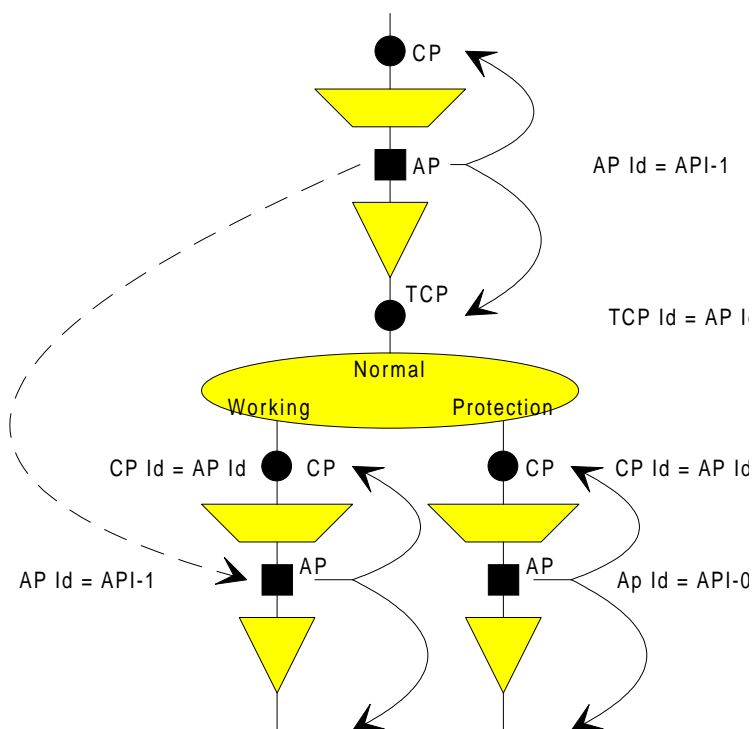 CP
AP
AP Id = API-1
TCP
TCP Id = AP Id
Normal
Working
Protection
CP Id = AP Id
CP
CP
CP Id = AP Id
AP Id = API-1
AP
AP
Ap Id = API-0